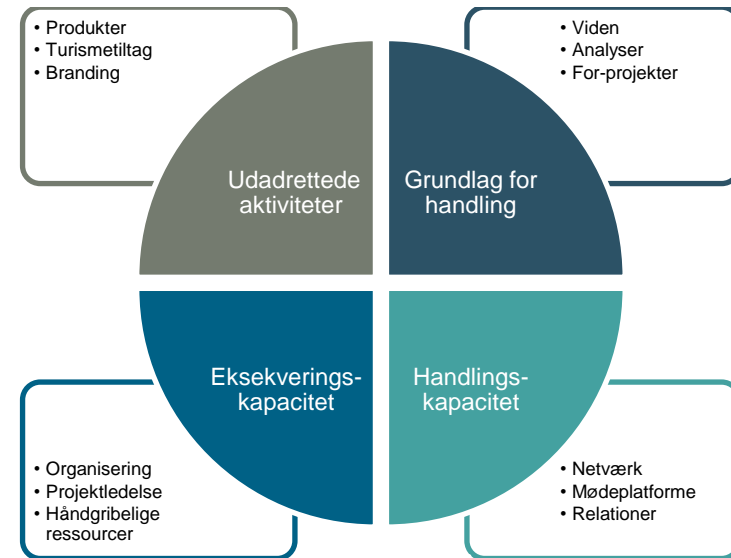 • Produkter
• Turismetiltag
• Branding
• Viden
• Analyser
• For-projekter
Udadrettede
aktiviteter
Grundlag for
handling
Eksekverings-
kapacitet
Handlings-
kapacitet
• Organisering
• Projektledelse
• Håndgribelige
ressourcer
• Netværk
• Mødeplatforme
• Relationer